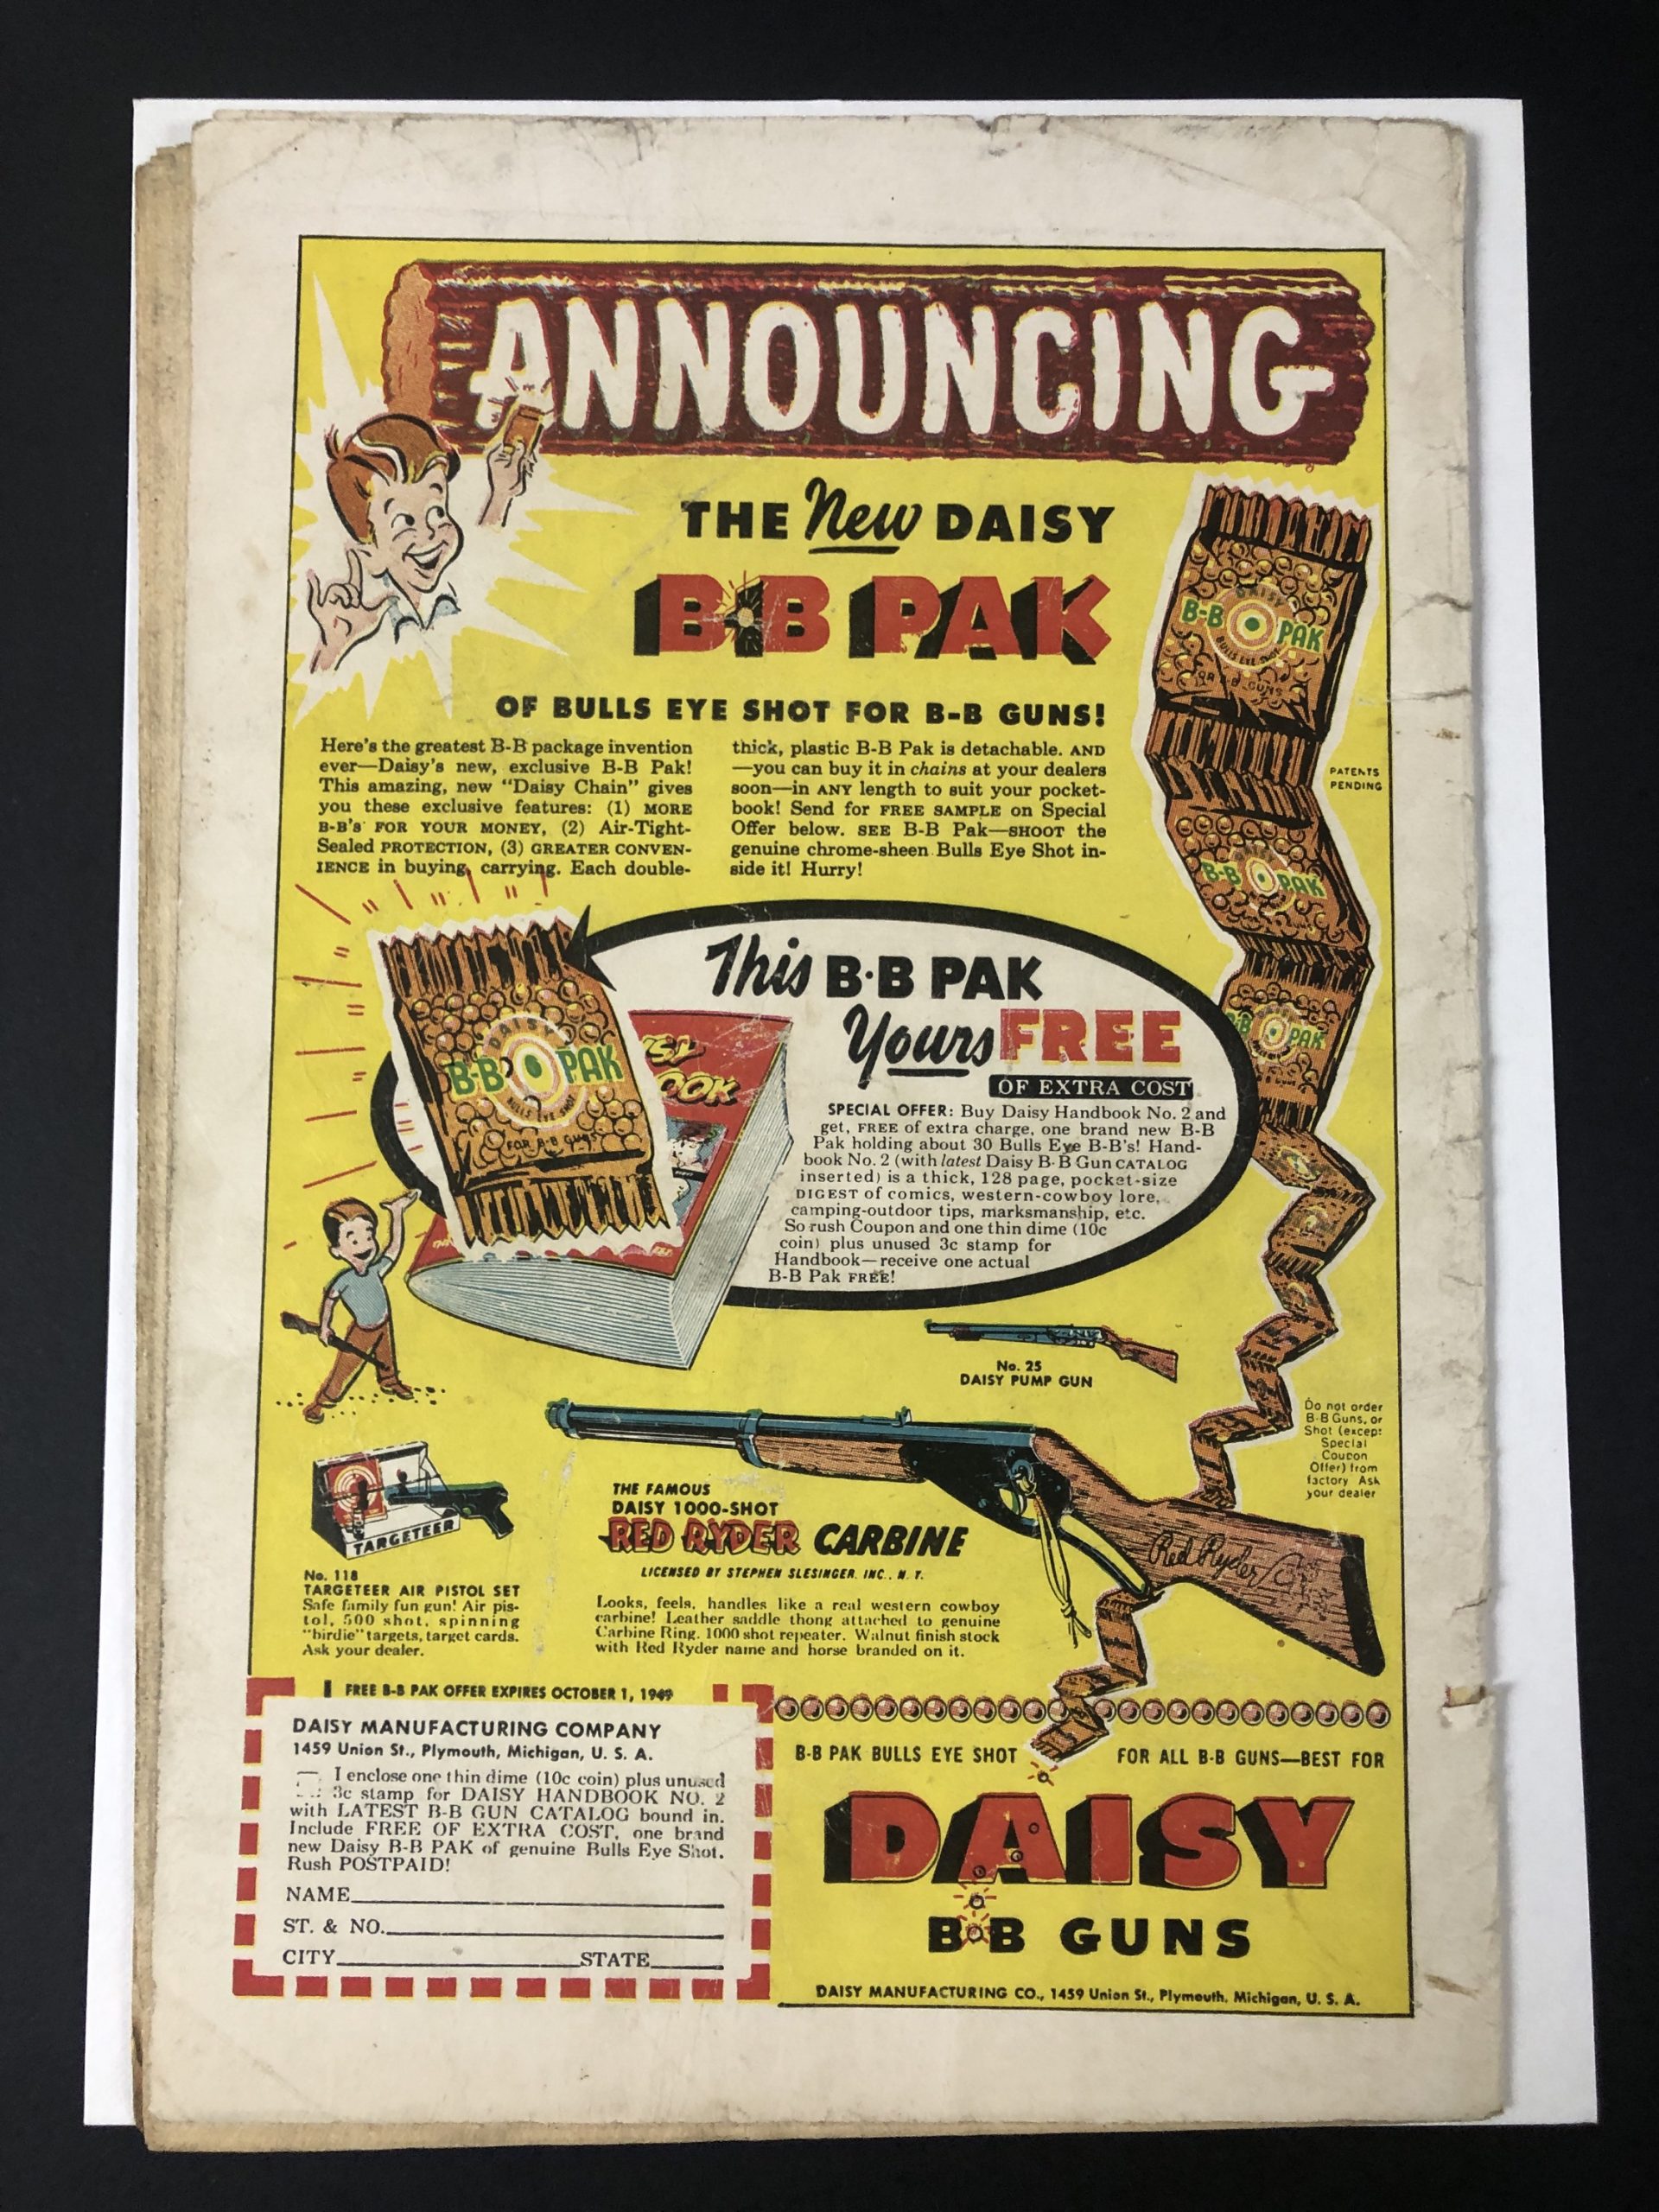 ANNOUNCING
THE New DAISY
B·B PAK
OF BULLS EYE SHOT FOR B-B GUNS!
Here's the greatest B-B package invention
ever—Daisy's new, exclusive B-B Pak!
This amazing, new "Daisy Chain" gives
you these exclusive features: (1) MORE
B-B's FOR YOUR MONEY, (2) Air-Tight-
Sealed PROTECTION, (3) GREATER CONVEN-
IENCE in buying, carrying. Each double-
thick, plastic B-B Pak is detachable. AND
—you can buy it in chains at your dealers
soon—in ANY length to suit your pocket-
book! Send for FREE SAMPLE on Special
Offer below. SEE B-B Pak—SHOOT the
genuine chrome-sheen Bulls Eye Shot in-
side it! Hurry!
DAISY
B-B PAK
BULLS EYE SHOT
FOR B-B GUNS
PATENTS
PENDING
DAISY
B-B PAK
B-B PAK
This B·B PAK
Yours FREE
OF EXTRA COST
SPECIAL OFFER: Buy Daisy Handbook No. 2 and
get, FREE of extra charge, one brand new B-B
Pak holding about 30 Bulls Eye B-B's! Hand-
book No. 2 (with latest Daisy B-B Gun CATALOG
inserted) is a thick, 128 page, pocket-size
DIGEST of comics, western-cowboy lore,
camping-outdoor tips, marksmanship, etc.
So rush Coupon and one thin dime (10c
coin) plus unused 3c stamp for
Handbook—receive one actual
B-B Pak FREE!
DAISY
B-B PAK
BULLS EYE SHOT
FOR B-B GUNS
SY
OOK
No. 25
DAISY PUMP GUN
Do not order
B-B Guns, or
Shot (except
Special
Coupon
Offer) from
factory Ask
your dealer
THE FAMOUS
DAISY 1000-SHOT
RED RYDER CARBINE
LICENSED BY STEPHEN SLESINGER. INC., N. Y.
Looks, feels, handles like a real western cowboy
carbine! Leather saddle thong attached to genuine
Carbine Ring. 1000 shot repeater. Walnut finish stock
with Red Ryder name and horse branded on it.
Red Ryder
TARGETEER
No. 118
TARGETEER AIR PISTOL SET
Safe family fun gun! Air pis-
tol, 500 shot, spinning
"birdie" targets, target cards.
Ask your dealer.
FREE B-B PAK OFFER EXPIRES OCTOBER 1, 1949
DAISY MANUFACTURING COMPANY
1459 Union St., Plymouth, Michigan, U. S. A.
I enclose one thin dime (10c coin) plus unused
3c stamp for DAISY HANDBOOK NO. 2
with LATEST B-B GUN CATALOG bound in.
Include FREE OF EXTRA COST, one brand
new Daisy B-B PAK of genuine Bulls Eye Shot.
Rush POSTPAID!
NAME
ST. & NO.
CITY STATE
B-B PAK BULLS EYE SHOT FOR ALL B-B GUNS—BEST FOR
DAISY
B·B GUNS
DAISY MANUFACTURING CO., 1459 Union St., Plymouth, Michigan, U. S. A.